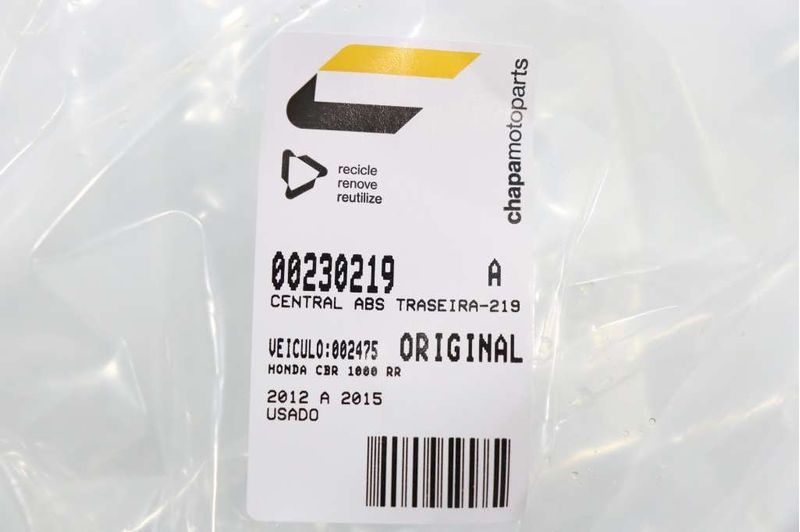 chapamotoparts
recicle
renove
reutilize
00230219 A
CENTRAL ABS TRASEIRA-219
VEICULO:002475 ORIGINAL
HONDA CBR 1000 RR
2012 A 2015
USADO